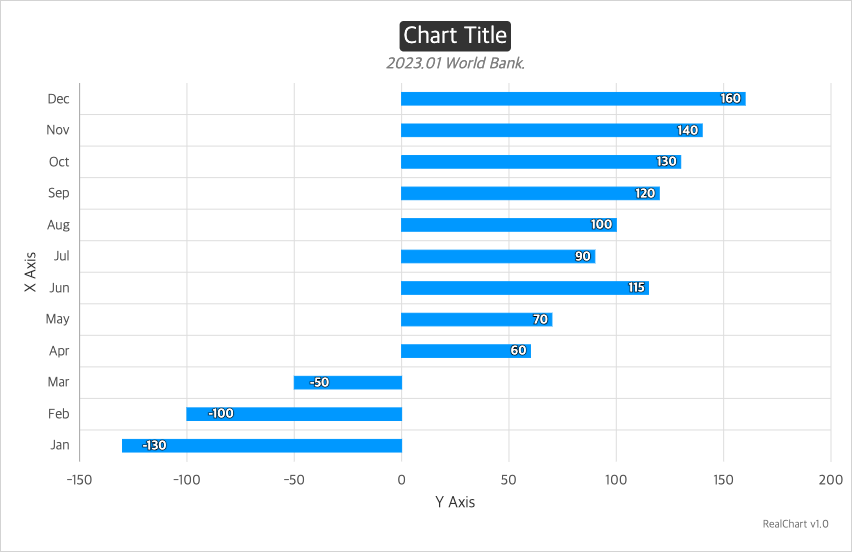 Chart Title
2023.01 World Bank.
Dec 160
Nov 140
Oct 130
Sep 120
Aug 100
Jul 90
X Axis
Jun 115
May 70
Apr 60
Mar -50
Feb -100
Jan -130
-150 -100 -50 0 50 100 150 200
Y Axis
RealChart v1.0